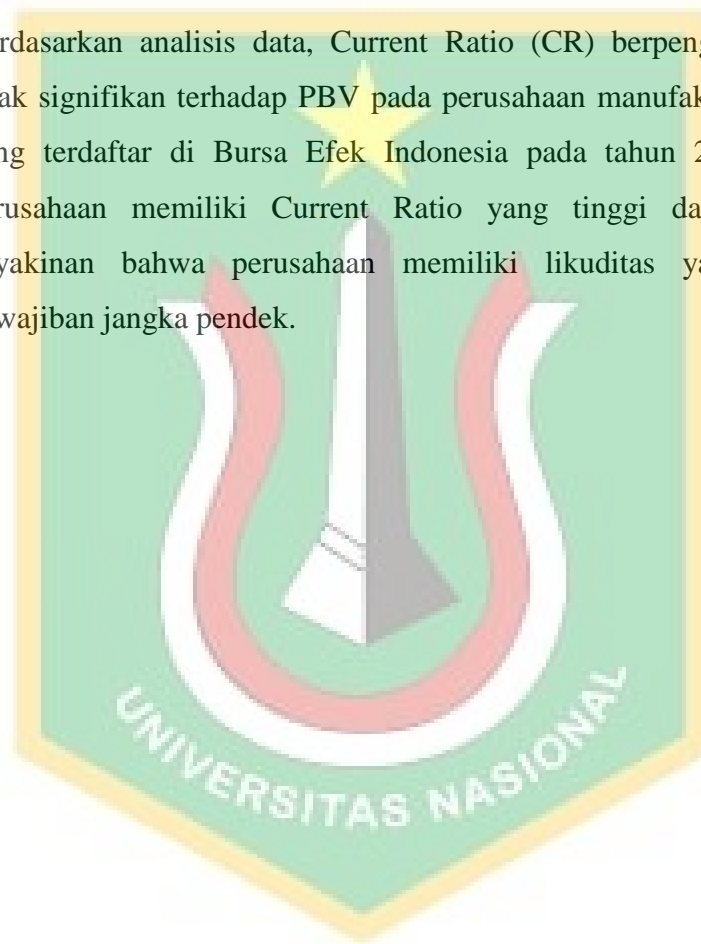 rdasarkan analisis data, Current Ratio (CR) berpeng
ak signifikan terhadap PBV pada perusahaan manufak
ng terdaftar di Bursa Efek Indonesia pada tahun 2
rusahaan memiliki Current Ratio yang tinggi da
yakinan bahwa perusahaan memiliki likuditas ya
wajiban jangka pendek.
UNIVERSITAS NASIONAL